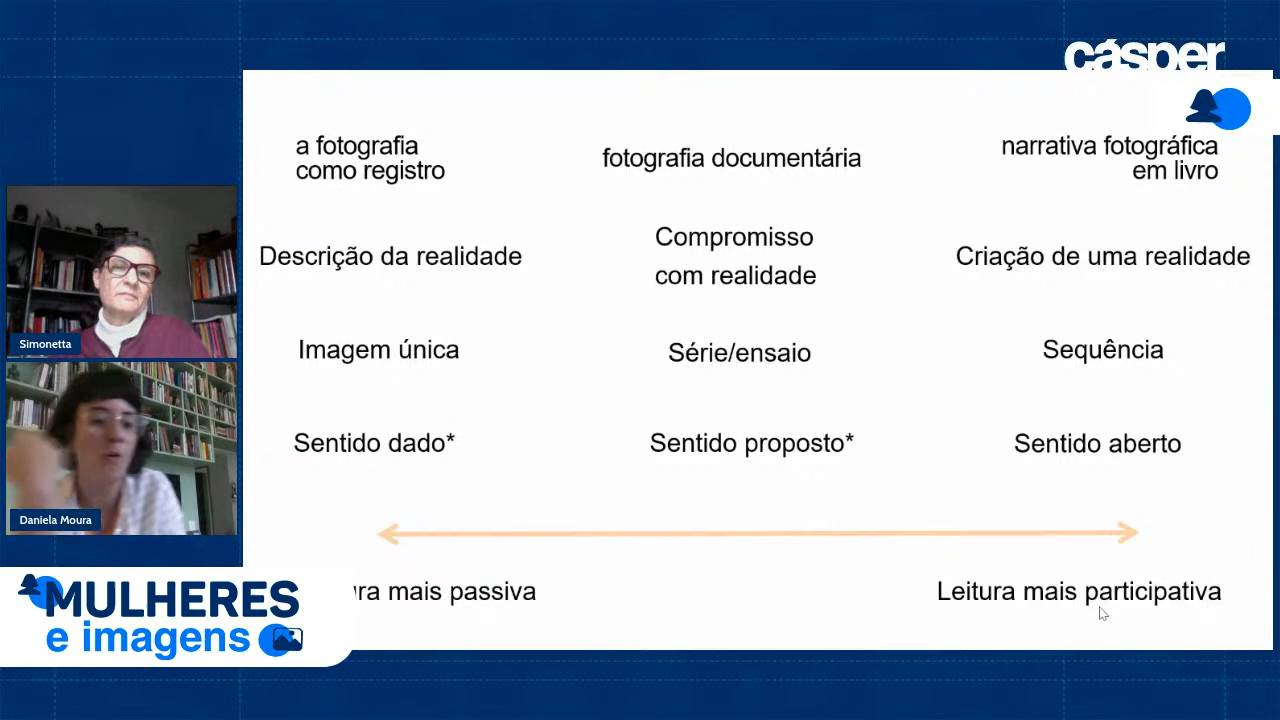 cásper
a fotografia
como registro
fotografia documentária
narrativa fotográfica
em livro
Descrição da realidade
Compromisso
com realidade
Criação de uma realidade
Imagem única
Série/ensaio
Sequência
Sentido dado*
Sentido proposto*
Sentido aberto
mais passiva
Leitura mais participativa
Simonetta
Daniela Moura
MULHERES
e imagens